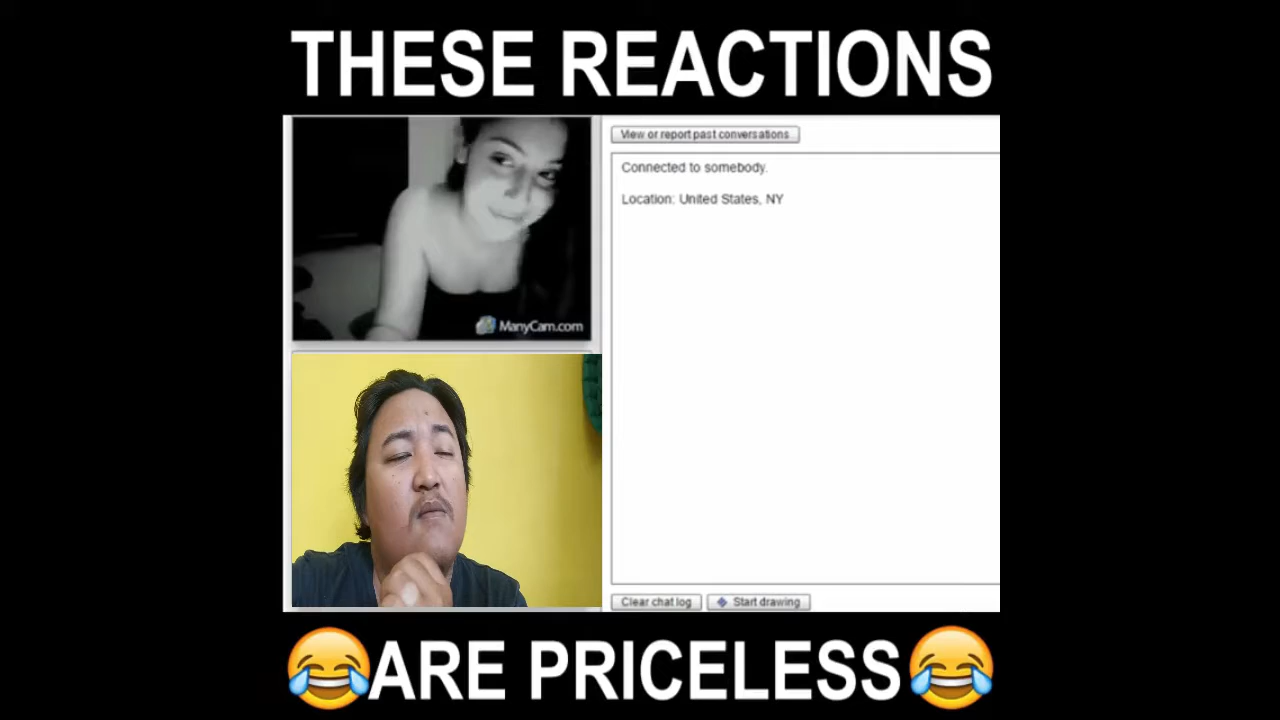 THESE REACTIONS
View or report past conversations
Connected to somebody.
Location: United States, NY
ManyCam.com
Clear chat log
Start drawing
😂ARE PRICELESS😂